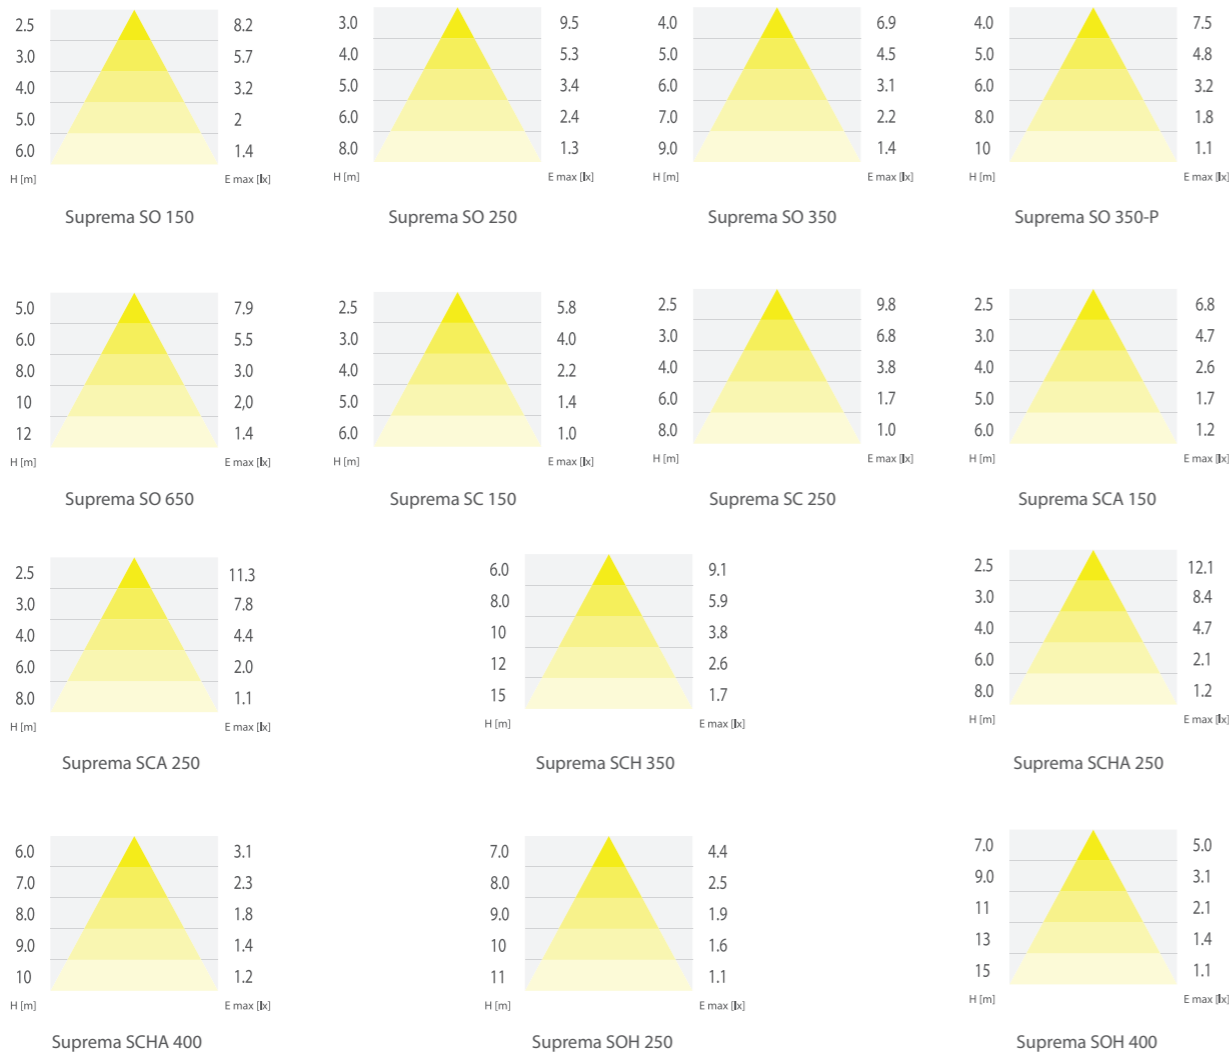 2.5 8.2
3.0 5.7
4.0 3.2
5.0 2
6.0 1.4
H [m] E max [lx]
Suprema SO 150
3.0 9.5
4.0 5.3
5.0 3.4
6.0 2.4
8.0 1.3
H [m] E max [lx]
Suprema SO 250
4.0 6.9
5.0 4.5
6.0 3.1
7.0 2.2
9.0 1.4
H [m] E max [lx]
Suprema SO 350
4.0 7.5
5.0 4.8
6.0 3.2
8.0 1.8
10 1.1
H [m] E max [lx]
Suprema SO 350-P
5.0 7.9
6.0 5.5
8.0 3.0
10 2,0
12 1.4
H [m] E max [lx]
Suprema SO 650
2.5 5.8
3.0 4.0
4.0 2.2
5.0 1.4
6.0 1.0
H [m] E max [lx]
Suprema SC 150
2.5 9.8
3.0 6.8
4.0 3.8
6.0 1.7
8.0 1.0
H [m] E max [lx]
Suprema SC 250
2.5 6.8
3.0 4.7
4.0 2.6
5.0 1.7
6.0 1.2
H [m] E max [lx]
Suprema SCA 150
2.5 11.3
3.0 7.8
4.0 4.4
6.0 2.0
8.0 1.1
H [m] E max [lx]
Suprema SCA 250
6.0 9.1
8.0 5.9
10 3.8
12 2.6
15 1.7
H [m] E max [lx]
Suprema SCH 350
2.5 12.1
3.0 8.4
4.0 4.7
6.0 2.1
8.0 1.2
H [m] E max [lx]
Suprema SCHA 250
6.0 3.1
7.0 2.3
8.0 1.8
9.0 1.4
10 1.2
H [m] E max [lx]
Suprema SCHA 400
7.0 4.4
8.0 2.5
9.0 1.9
10 1.6
11 1.1
H [m] E max [lx]
Suprema SOH 250
7.0 5.0
9.0 3.1
11 2.1
13 1.4
15 1.1
H [m] E max [lx]
Suprema SOH 400